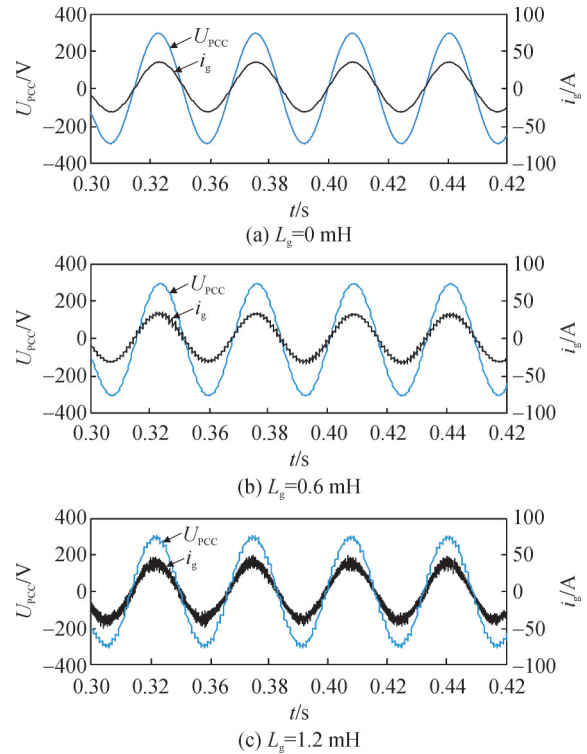 400
200
0
−200
−400
U_PCC/V
U_PCC
i_g
100
50
0
−50
−100
i_g/A
0.30 0.32 0.34 0.36 0.38 0.40 0.42
t/s
(a) L_g=0 mH
400
200
0
−200
−400
U_PCC/V
U_PCC
i_g
100
50
0
−50
−100
i_g/A
0.30 0.32 0.34 0.36 0.38 0.40 0.42
t/s
(b) L_g=0.6 mH
400
200
0
−200
−400
U_PCC/V
U_PCC
i_g
100
50
0
−50
−100
i_g/A
0.30 0.32 0.34 0.36 0.38 0.40 0.42
t/s
(c) L_g=1.2 mH